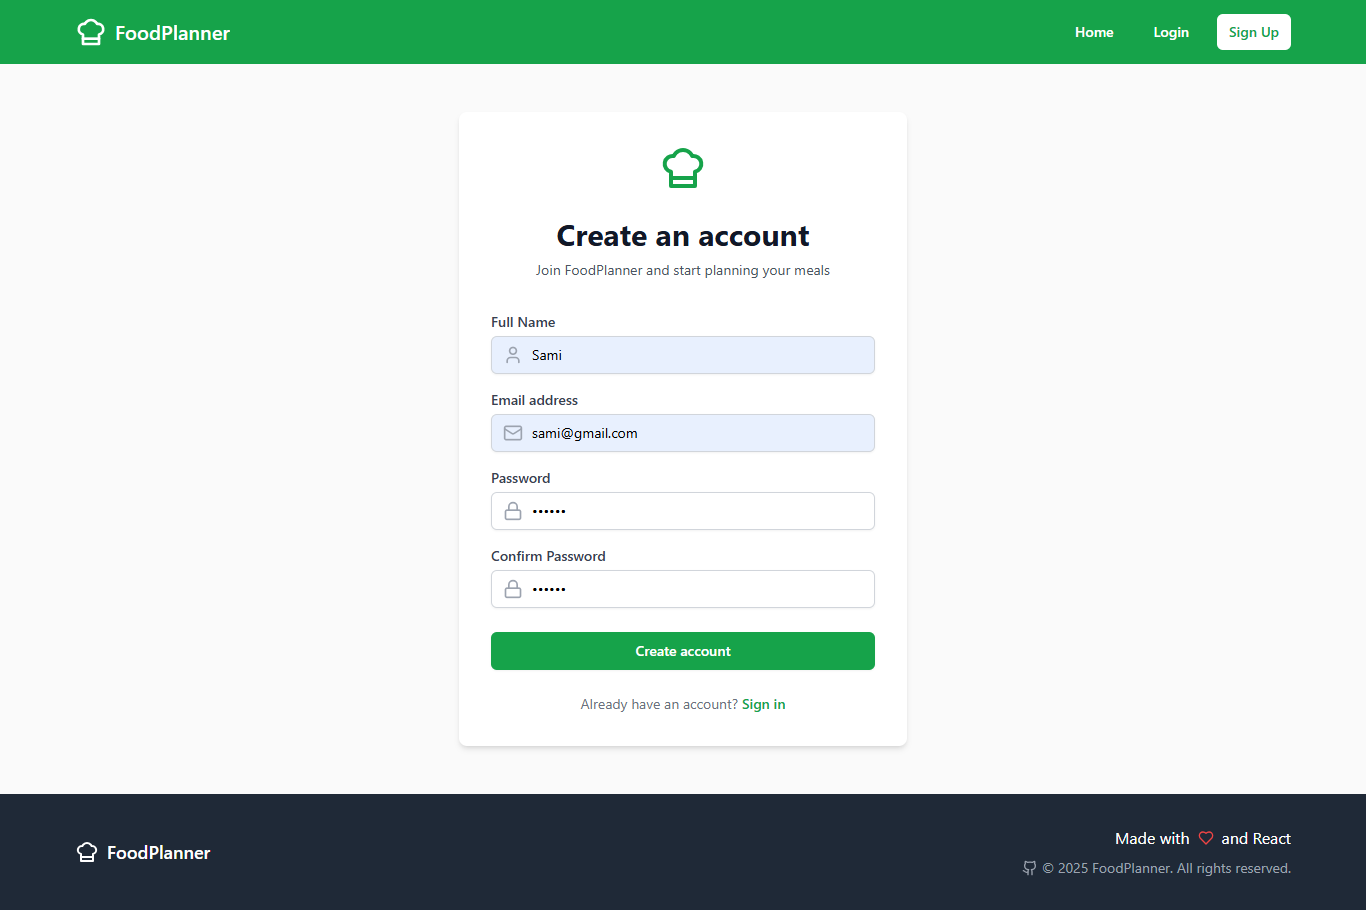 FoodPlanner
Home
Login
Sign Up
Create an account
Join FoodPlanner and start planning your meals
Full Name
Sami
Email address
sami@gmail.com
Password
••••••
Confirm Password
••••••
Create account
Already have an account? Sign in
FoodPlanner
Made with and React
© 2025 FoodPlanner. All rights reserved.